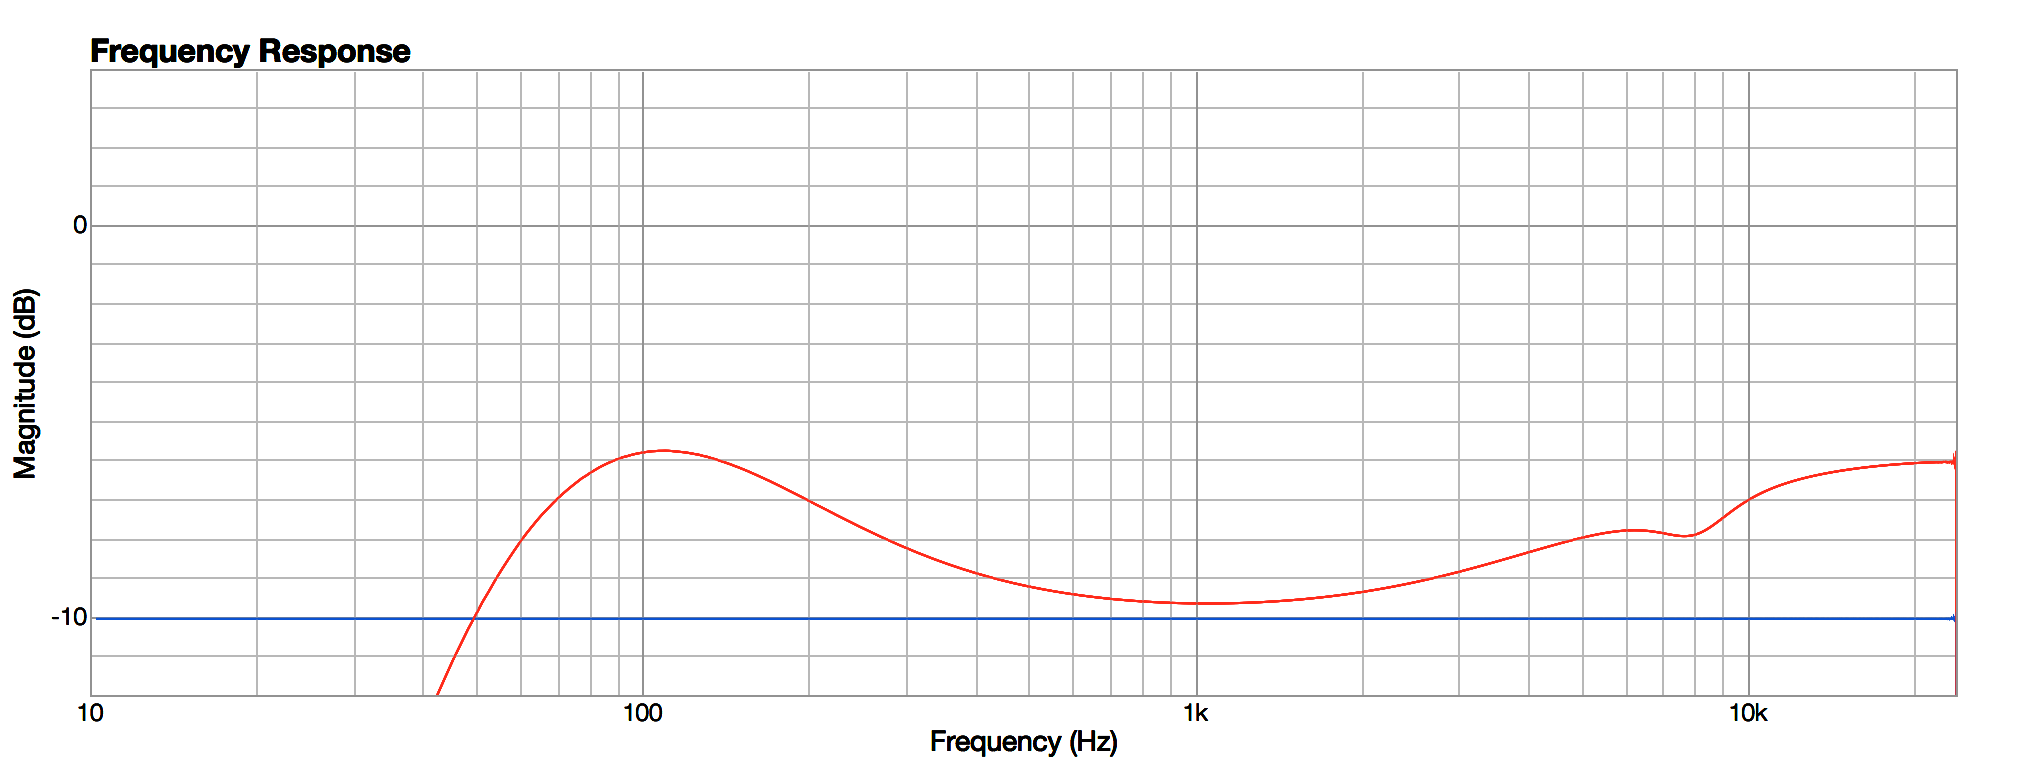 Frequency Response
0
-10
Magnitude (dB)
10 100 1k 10k
Frequency (Hz)